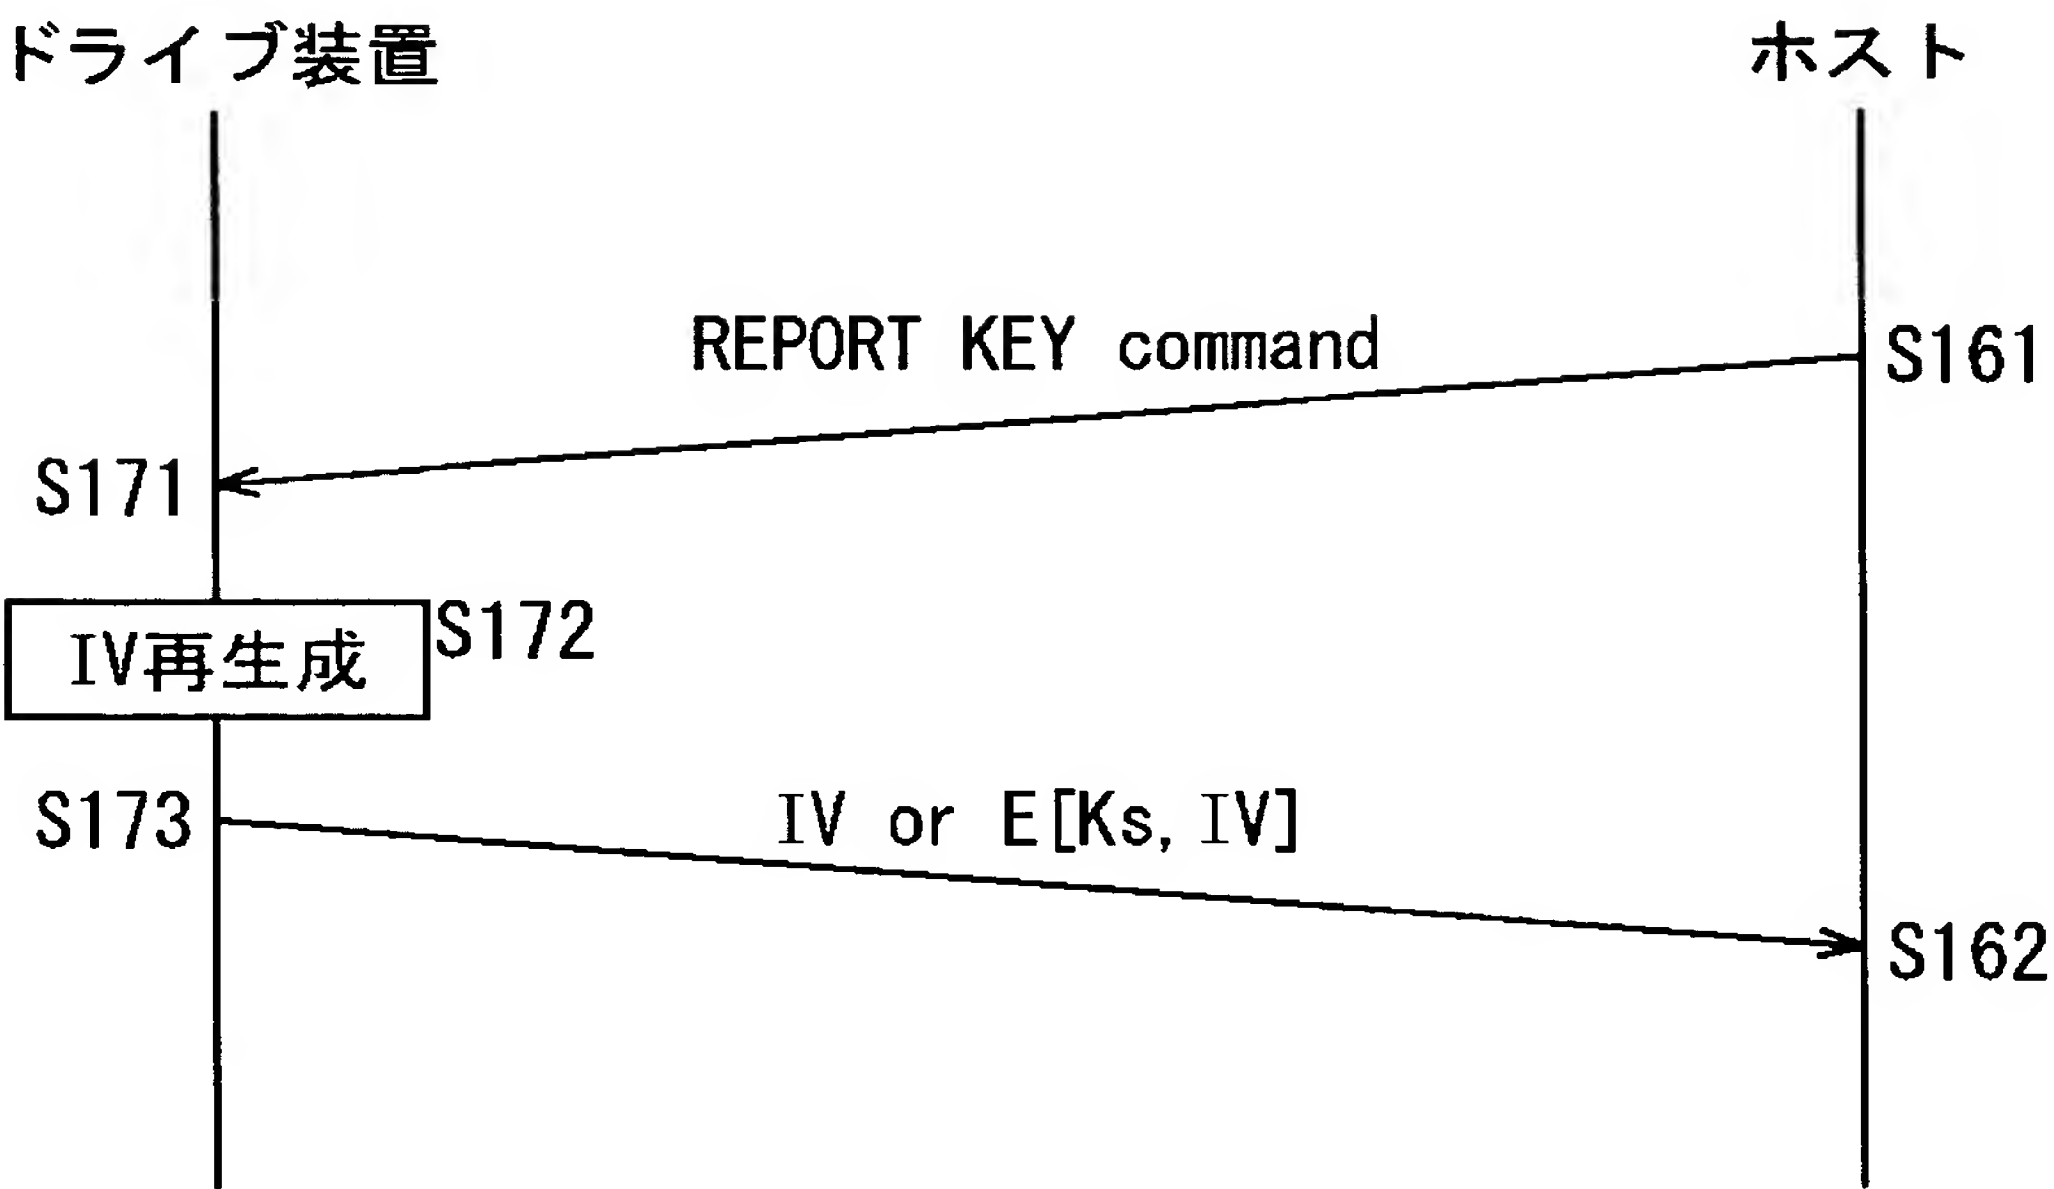 ドライブ装置
ホスト
REPORT KEY command
S161
S171
IV再生成
S172
S173
IV or E[Ks, IV]
S162